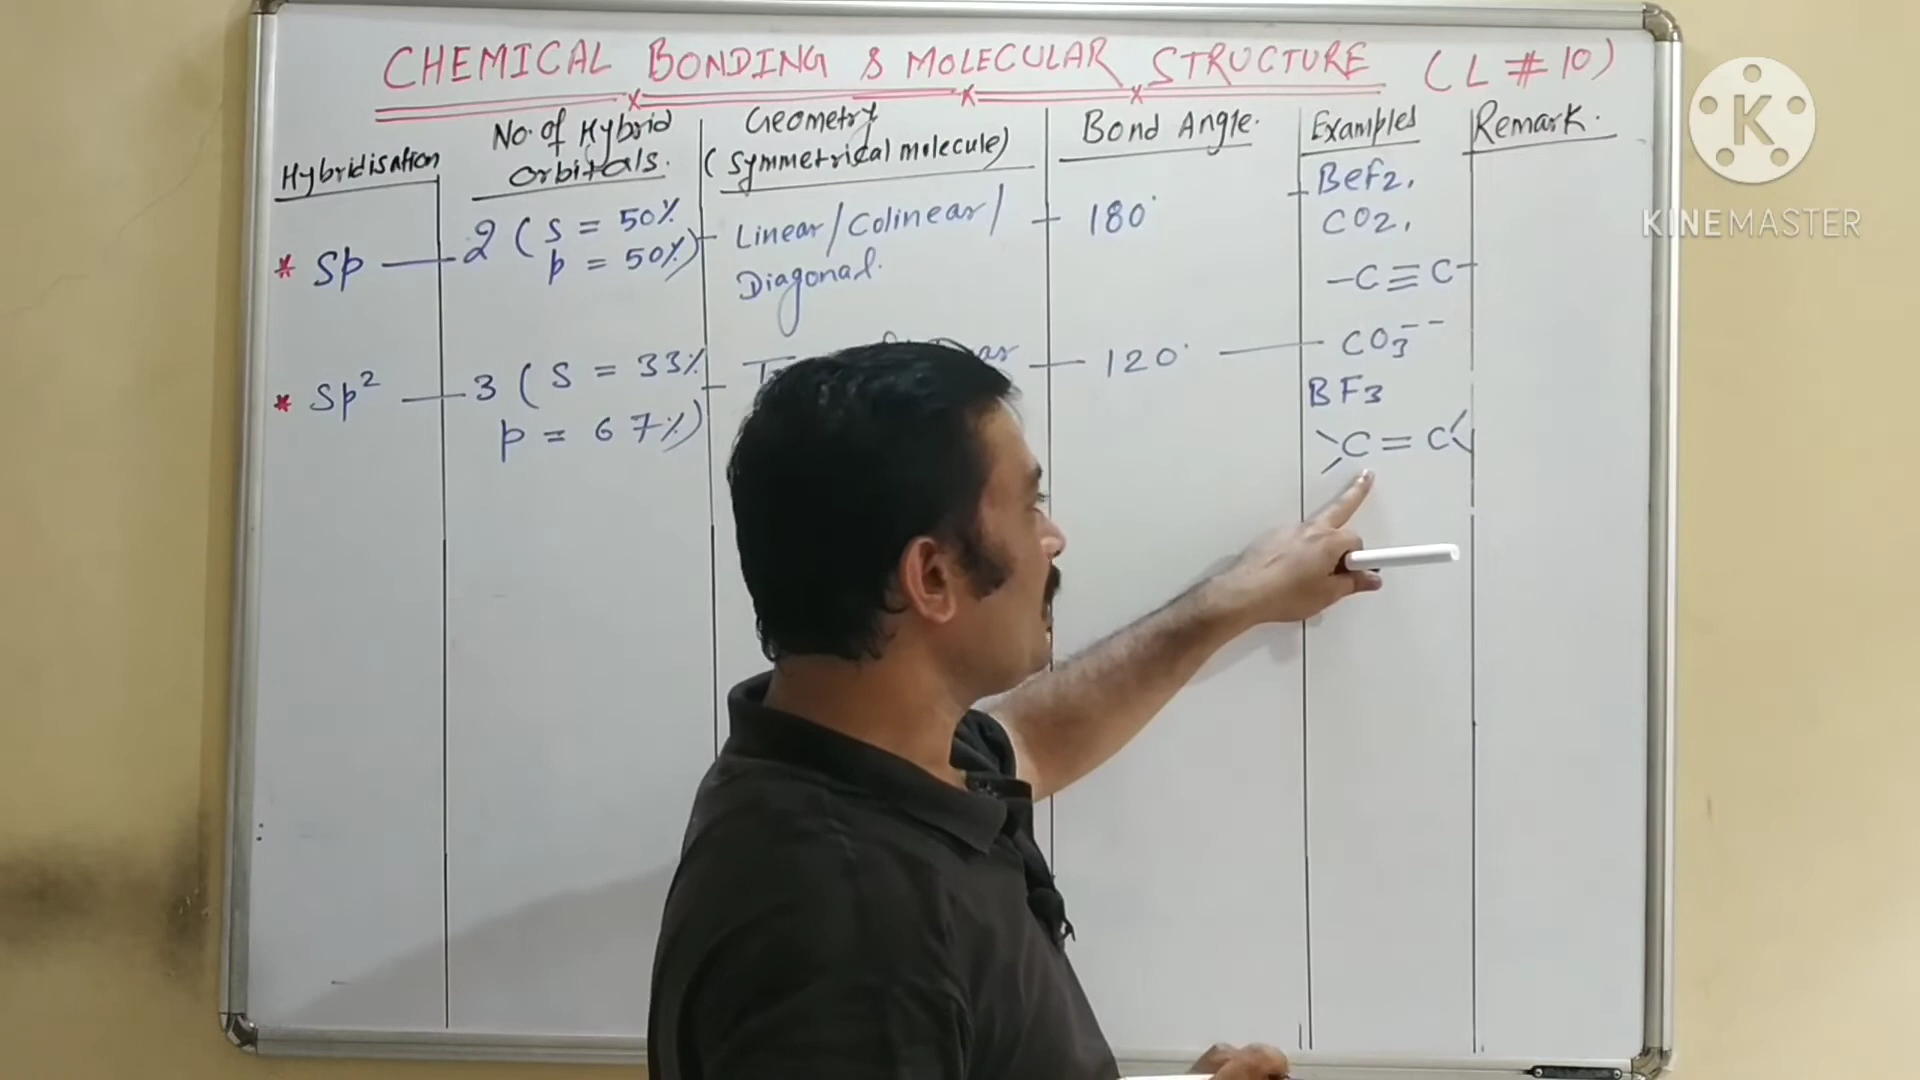 CHEMICAL BONDING & MOLECULAR STRUCTURE (L # 10)
Hybridisation
No. of Hybrid
orbitals.
Geometry
(Symmetrical molecule)
Bond Angle.
Examples
Remark.
* Sp — 2 (s = 50%
p = 50%)
Linear/Colinear/
Diagonal.
180°
BeF2,
CO2,
–C≡C–
* Sp² — 3 (S = 33%
p = 67%)
120°
CO3--
BF3
>C=C<
K
KINEMASTER